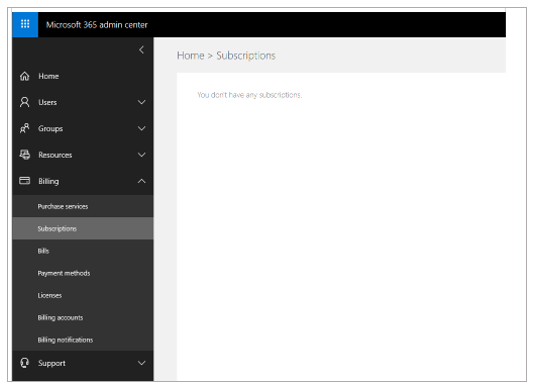 Microsoft 365 admin center
Home > Subscriptions
You don't have any subscriptions.
Home
Users
Groups
Resources
Billing
Purchase services
Subscriptions
Bills
Payment methods
Licenses
Billing accounts
Billing notifications
Support